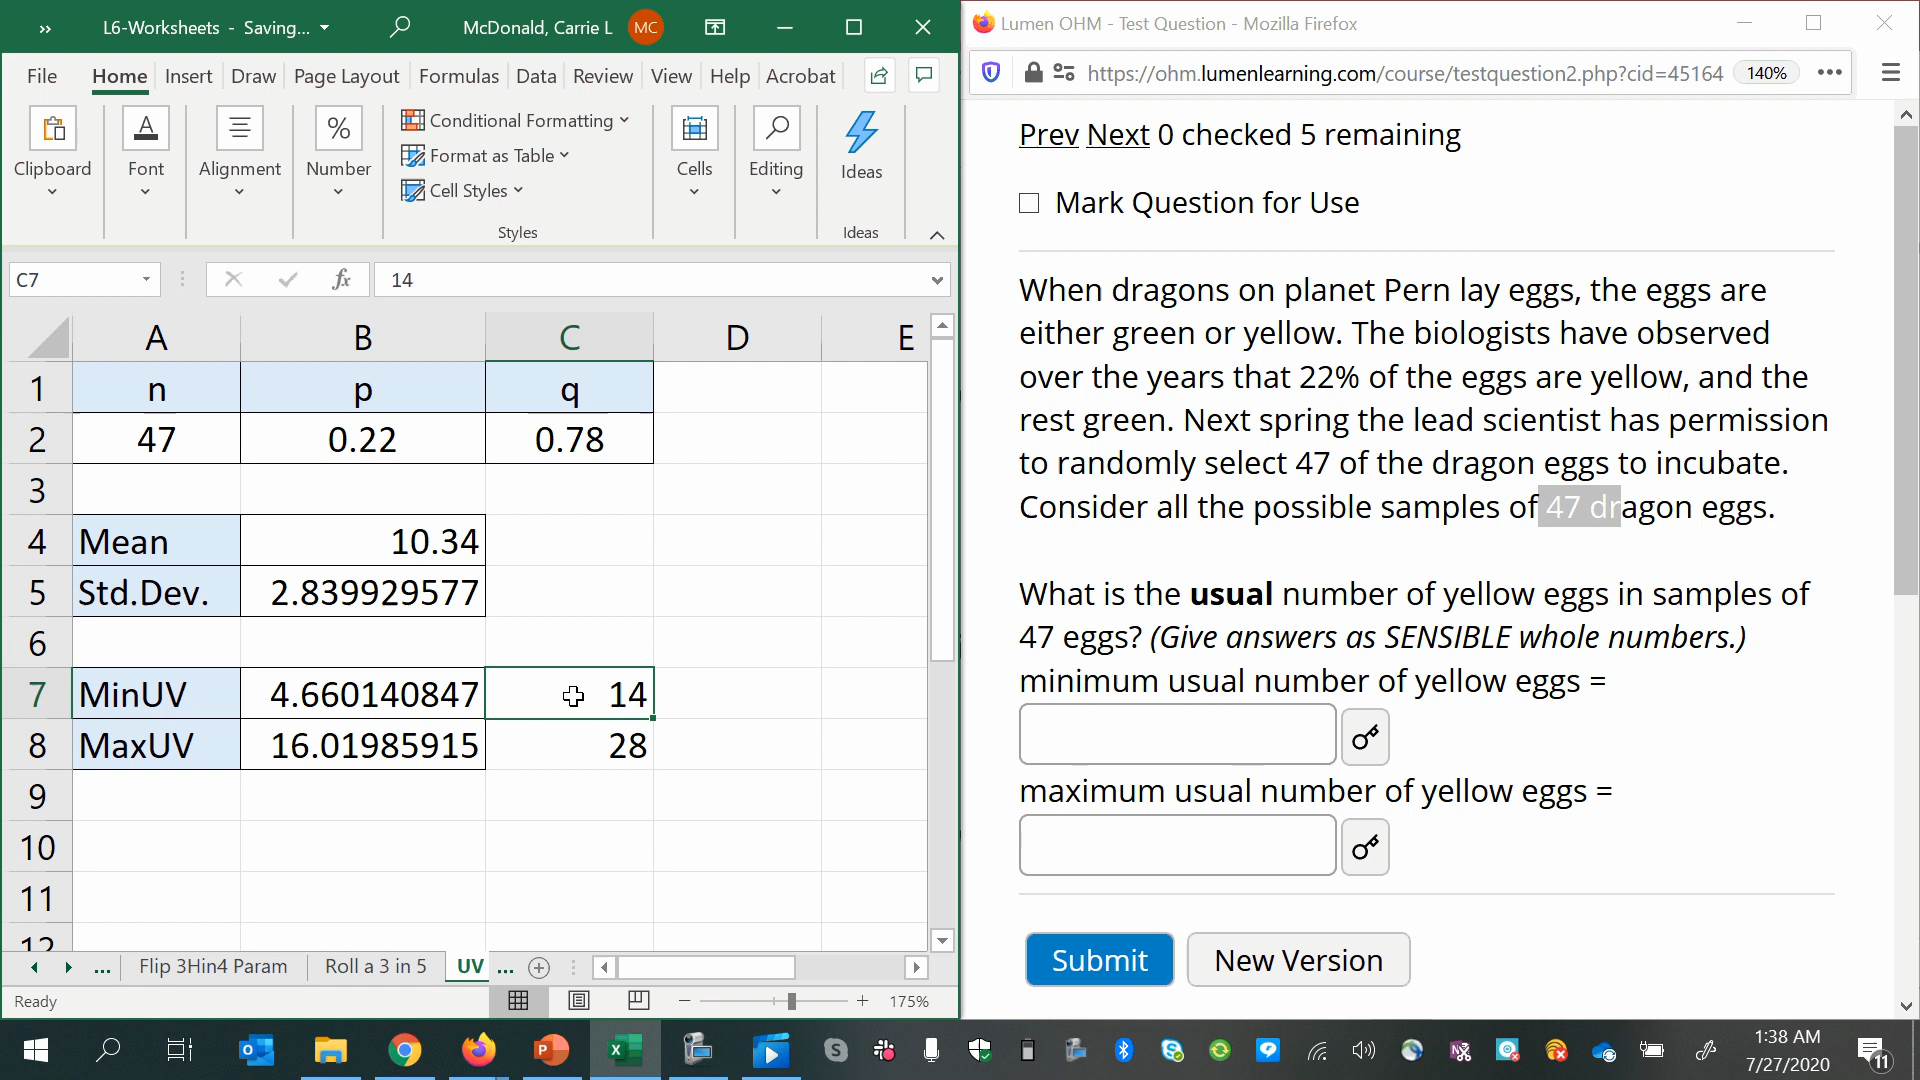 L6-Worksheets - Saving...
McDonald, Carrie L
MC
File Home Insert Draw Page Layout Formulas Data Review View Help Acrobat
Clipboard
Font
Alignment
%
Number
Conditional Formatting
Format as Table
Cell Styles
Styles
Cells
Editing
Ideas
Ideas
C7
fx
14
A B C D E
1 n p q
2 47 0.22 0.78
3
4 Mean 10.34
5 Std.Dev. 2.839929577
6
7 MinUV 4.660140847 14
8 MaxUV 16.01985915 28
9
10
11
12
... Flip 3Hin4 Param Roll a 3 in 5 UV ...
Ready
175%
Lumen OHM - Test Question - Mozilla Firefox
https://ohm.lumenlearning.com/course/testquestion2.php?cid=45164
140%
Prev Next 0 checked 5 remaining
Mark Question for Use
When dragons on planet Pern lay eggs, the eggs are
either green or yellow. The biologists have observed
over the years that 22% of the eggs are yellow, and the
rest green. Next spring the lead scientist has permission
to randomly select 47 of the dragon eggs to incubate.
Consider all the possible samples of 47 dragon eggs.
What is the usual number of yellow eggs in samples of
47 eggs? (Give answers as SENSIBLE whole numbers.)
minimum usual number of yellow eggs =
maximum usual number of yellow eggs =
Submit
New Version
1:38 AM
7/27/2020
11